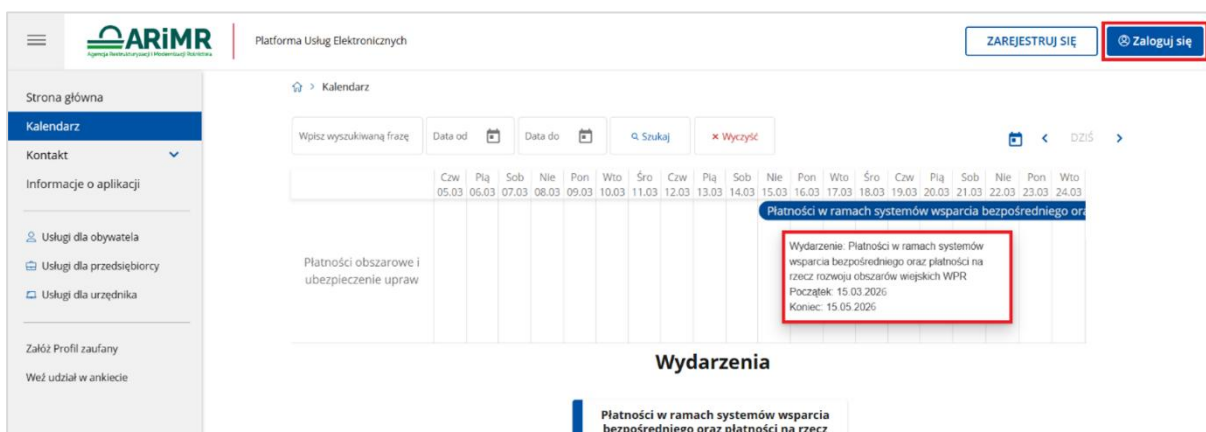 ARiMR
Agencja Restrukturyzacji i Modernizacji Rolnictwa
Platforma Usług Elektronicznych
ZAREJESTRUJ SIĘ
Zaloguj się
Strona główna
Kalendarz
Kontakt
Informacje o aplikacji
Usługi dla obywatela
Usługi dla przedsiębiorcy
Usługi dla urzędnika
Załóż Profil zaufany
Weź udział w ankiecie
> Kalendarz
Wpisz wyszukiwaną frazę Data od Data do Szukaj × Wyczyść DZIŚ
Czw Pią Sob Nie Pon Wto Śro Czw Pią Sob Nie Pon Wto Śro Czw Pią Sob Nie Pon Wto
05.03 06.03 07.03 08.03 09.03 10.03 11.03 12.03 13.03 14.03 15.03 16.03 17.03 18.03 19.03 20.03 21.03 22.03 23.03 24.03
Płatności w ramach systemów wsparcia bezpośredniego ora
Płatności obszarowe i
ubezpieczenie upraw
Wydarzenie: Płatności w ramach systemów
wsparcia bezpośredniego oraz płatności na
rzecz rozwoju obszarów wiejskich WPR
Początek: 15.03.2026
Koniec: 15.05.2026
Wydarzenia
Płatności w ramach systemów wsparcia
bezpośredniego oraz płatności na rzecz